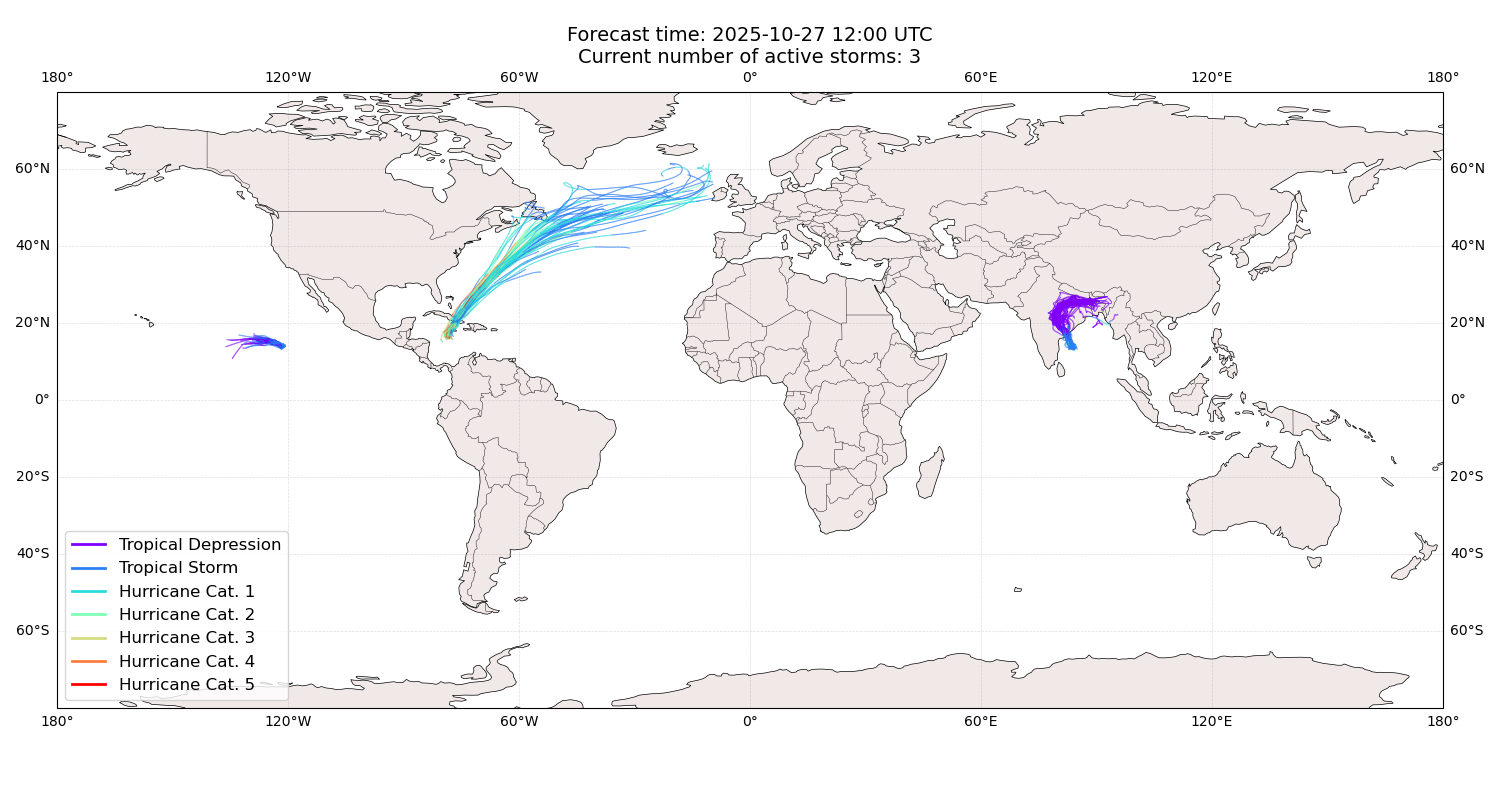 Forecast time: 2025-10-27 12:00 UTC
Current number of active storms: 3
180° 120°W 60°W 0° 60°E 120°E 180°
60°N 60°N
40°N 40°N
20°N 20°N
0° 0°
20°S 20°S
40°S 40°S
60°S 60°S
Tropical Depression
Tropical Storm
Hurricane Cat. 1
Hurricane Cat. 2
Hurricane Cat. 3
Hurricane Cat. 4
Hurricane Cat. 5
180° 120°W 60°W 0° 60°E 120°E 180°